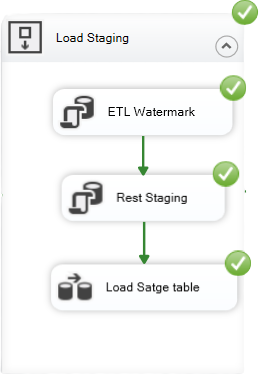 Load Staging
ETL Watermark
Rest Staging
Load Satge table